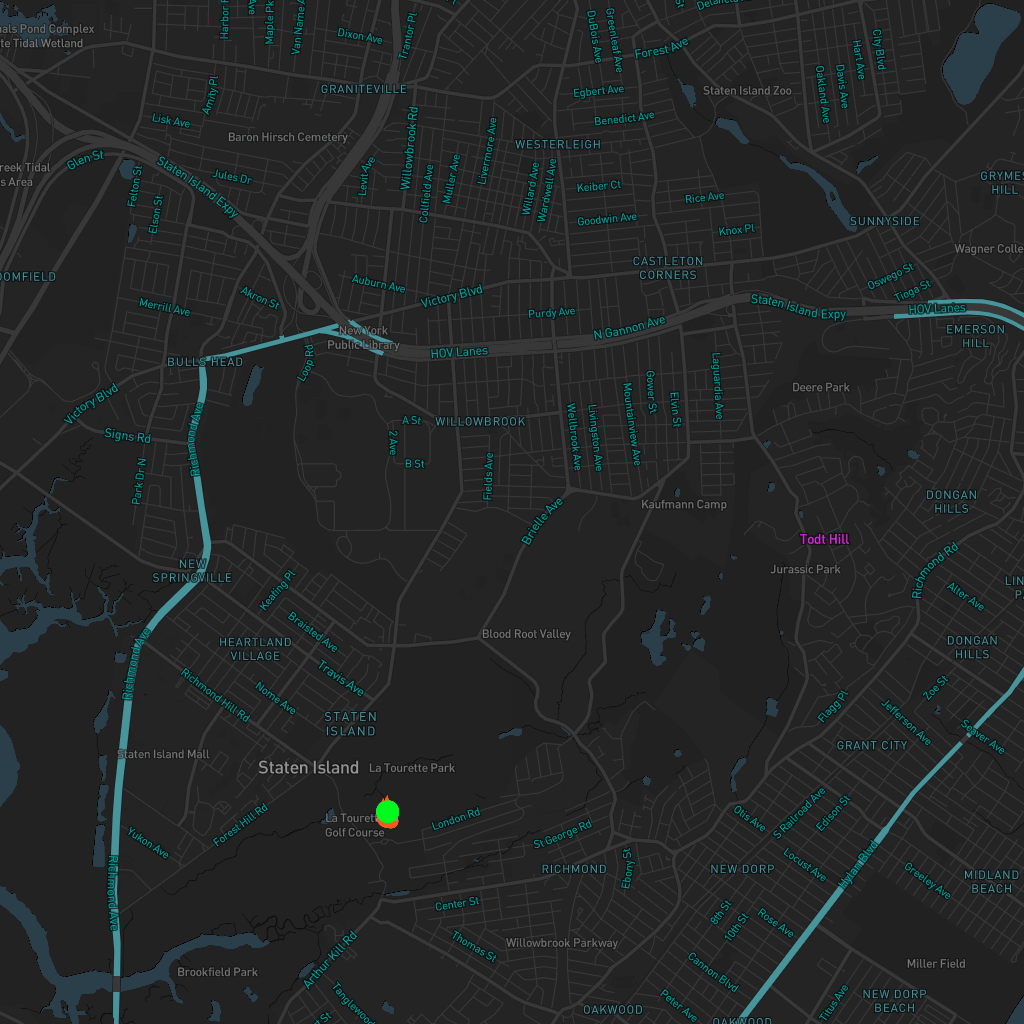 Harbor
Maple Pk
Van Name A
Dixon Ave
Trantor Pl
DuBois Ave
Greenleaf Ave
Forest Ave
Oakland Ave
Davis Ave
Hart Ave
City Blvd
nals Pond Complex
te Tidal Wetland
GRANITEVILLE
Egbert Ave
Staten Island Zoo
Amity Pl
Lisk Ave
Baron Hirsch Cemetery
Benedict Ave
WESTERLEIGH
Glen St
Staten Island Expy
Jules Dr
Levit Ave
Willowbrook Rd
Collfield Ave
Muller Ave
Livermore Ave
Willard Ave
Wardwell Ave
Keiber Ct
Rice Ave
GRYMES
HILL
reek Tidal
s Area
Felton St
Elson St
Goodwin Ave
Knox Pl
SUNNYSIDE
Wagner Colle
OOMFIELD
CASTLETON
CORNERS
Auburn Ave
Victory Blvd
Akron St
Merrill Ave
Oswego St
Tioga St
Purdy Ave
N Gannon Ave
Staten Island Expy
HOV Lanes
New York
Public Library
HOV Lanes
EMERSON
HILL
BULLS HEAD
Loop Rd
Victory Blvd
Signs Rd
Richmond Ave
Park Dr N
A St
2 Ave
B St
WILLOWBROOK
Fields Ave
Wellbrook Ave
Livingston Ave
Mountainview Ave
Gower St
Elvin St
Laguardia Ave
Deere Park
Brielle Ave
Kaufmann Camp
DONGAN
HILLS
Todt Hill
Jurassic Park
Richmond Rd
NEW
SPRINGVILLE
Keating Pl
Alter Ave
LIN
P
Braisted Ave
Blood Root Valley
HEARTLAND
VILLAGE
DONGAN
HILLS
Richmond Ave
Travis Ave
Richmond Hill Rd
Nome Ave
Zoe St
Flagg Pl
Jefferson Ave
Seaver Ave
STATEN
ISLAND
GRANT CITY
Staten Island Mall
Staten Island
La Tourette Park
La Tourett
Golf Course
London Rd
Forest Hill Rd
Yukon Ave
Otis Ave
S Railroad Ave
Edison St
St George Rd
RICHMOND
Ebony St
NEW DORP
Locust Ave
Hylan Blvd
Greeley Ave
MIDLAND
BEACH
Richmond Ave
Center St
8th St
10th St
Rose Ave
Arthur Kill Rd
Thomas St
Willowbrook Parkway
Brookfield Park
Cannon Blvd
Miller Field
Tanglewood
Peter Ave
Titus Ave
NEW DORP
BEACH
OAKWOOD
OAKWOOD